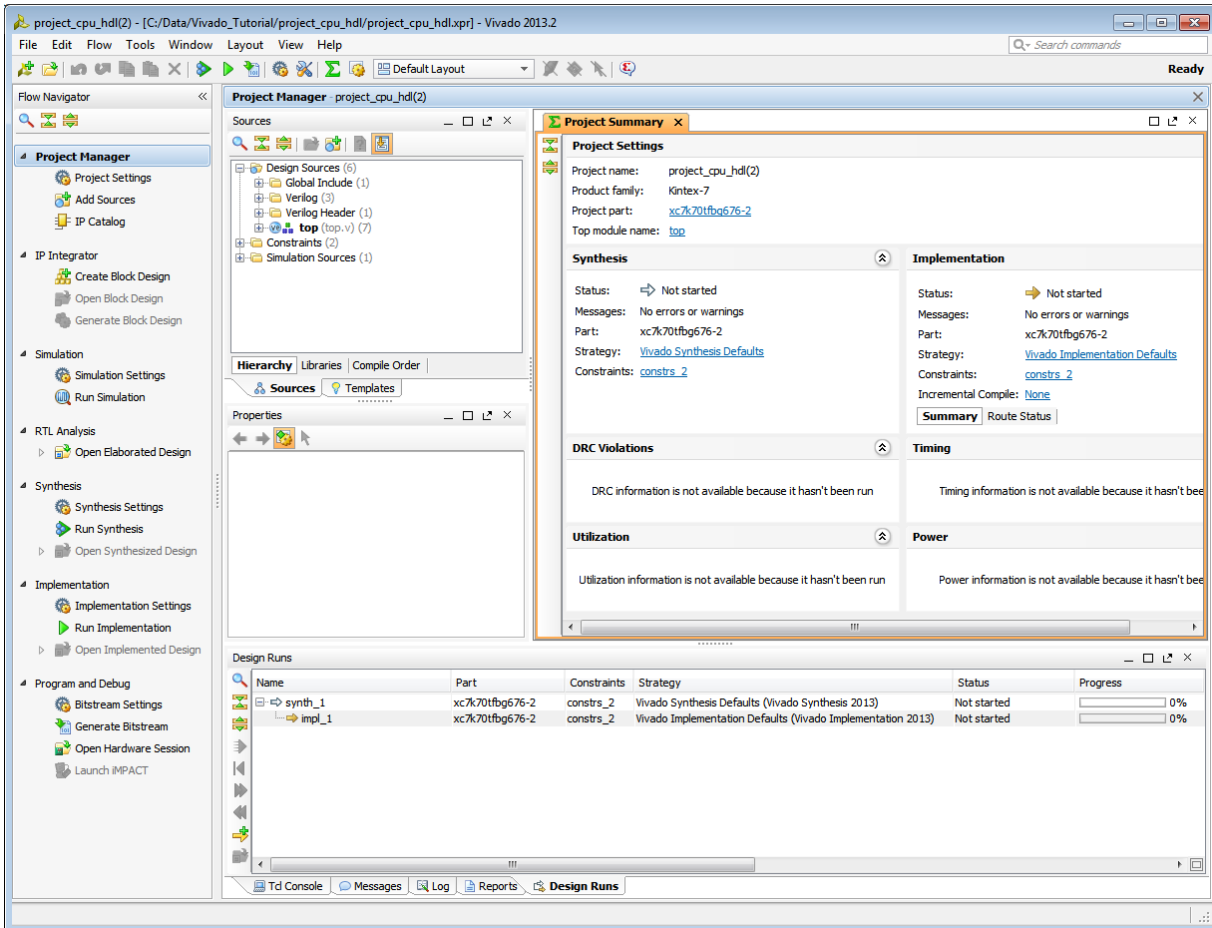 project_cpu_hdl(2) - [C:/Data/Vivado_Tutorial/project_cpu_hdl/project_cpu_hdl.xpr] - Vivado 2013.2
File Edit Flow Tools Window Layout View Help
Search commands
Default Layout
Ready
Flow Navigator
Project Manager
Project Settings
Add Sources
IP Catalog
IP Integrator
Create Block Design
Open Block Design
Generate Block Design
Simulation
Simulation Settings
Run Simulation
RTL Analysis
Open Elaborated Design
Synthesis
Synthesis Settings
Run Synthesis
Open Synthesized Design
Implementation
Implementation Settings
Run Implementation
Open Implemented Design
Program and Debug
Bitstream Settings
Generate Bitstream
Open Hardware Session
Launch iMPACT
Project Manager - project_cpu_hdl(2)
Sources
Design Sources (6)
Global Include (1)
Verilog (3)
Verilog Header (1)
top (top.v) (7)
Constraints (2)
Simulation Sources (1)
Hierarchy Libraries Compile Order
Sources Templates
Properties
Project Summary
Project Settings
Project name: project_cpu_hdl(2)
Product family: Kintex-7
Project part: xc7k70tfbg676-2
Top module name: top
Synthesis
Status: Not started
Messages: No errors or warnings
Part: xc7k70tfbg676-2
Strategy: Vivado Synthesis Defaults
Constraints: constrs_2
Implementation
Status: Not started
Messages: No errors or warnings
Part: xc7k70tfbg676-2
Strategy: Vivado Implementation Defaults
Constraints: constrs_2
Incremental Compile: None
Summary Route Status
DRC Violations
DRC information is not available because it hasn't been run
Timing
Timing information is not available because it hasn't bee
Utilization
Utilization information is not available because it hasn't been run
Power
Power information is not available because it hasn't bee
Design Runs
Name Part Constraints Strategy Status Progress
synth_1 xc7k70tfbg676-2 constrs_2 Vivado Synthesis Defaults (Vivado Synthesis 2013) Not started 0%
impl_1 xc7k70tfbg676-2 constrs_2 Vivado Implementation Defaults (Vivado Implementation 2013) Not started 0%
Tcl Console Messages Log Reports Design Runs